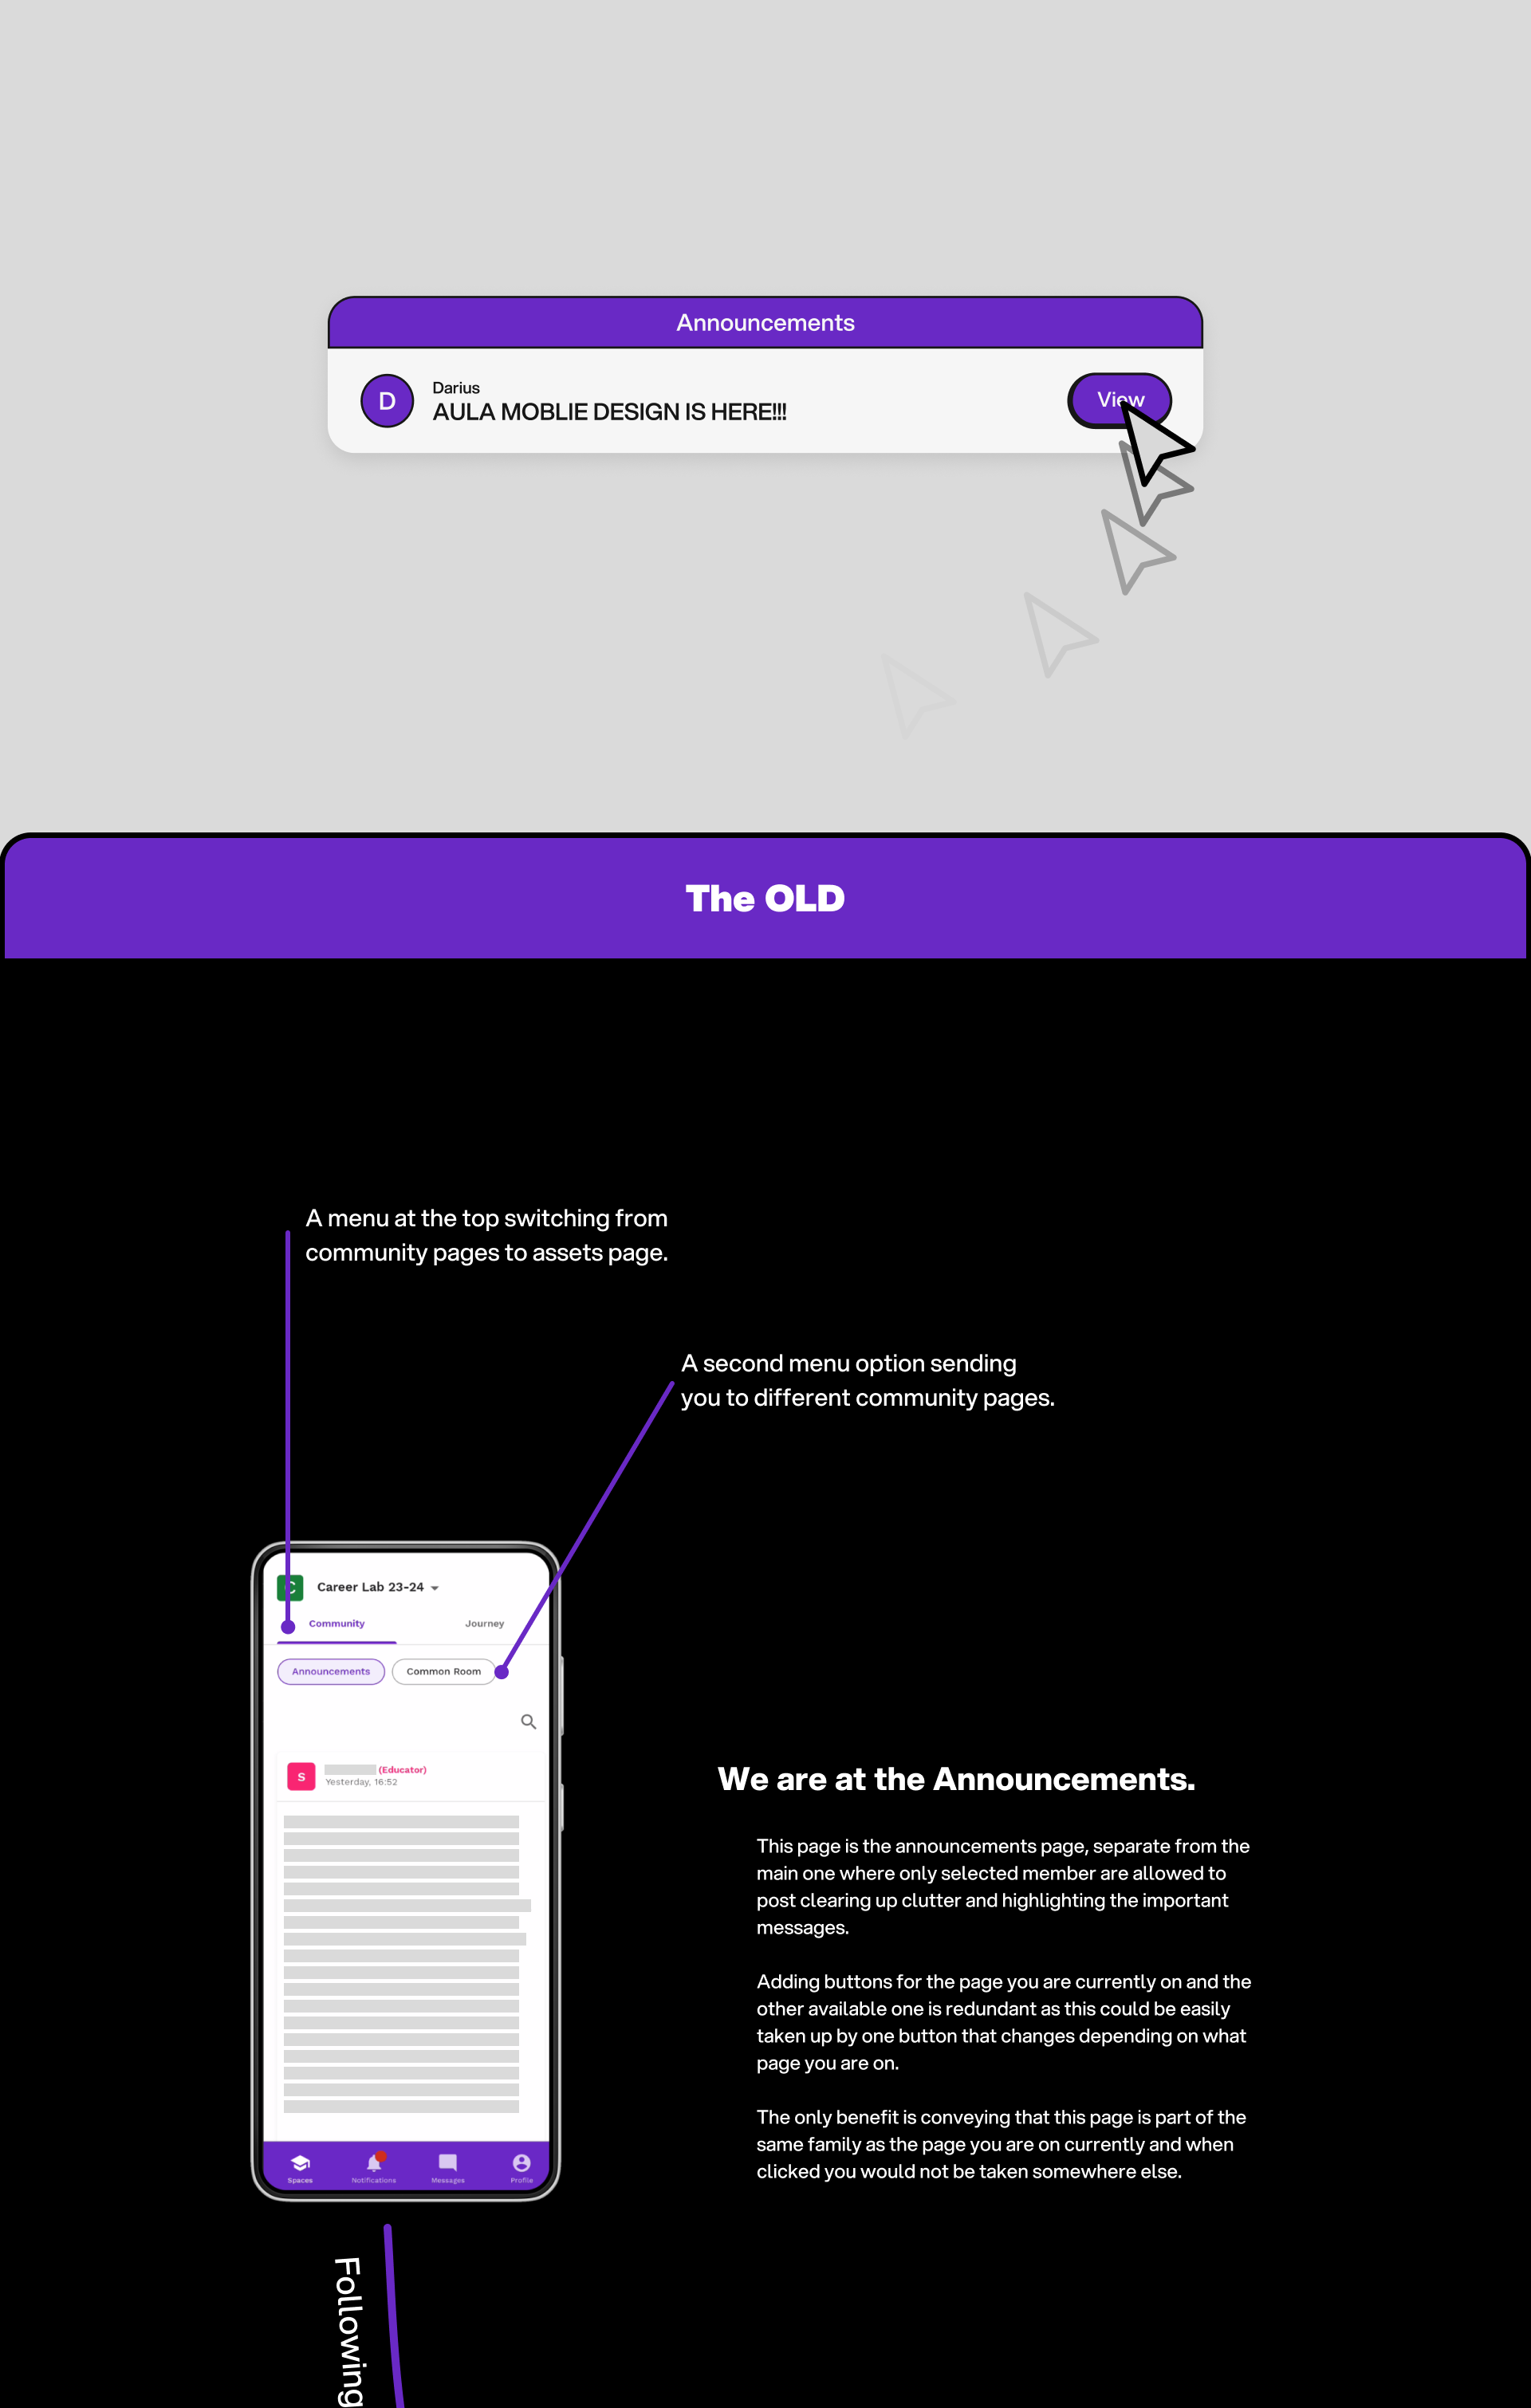 Announcements
D
Darius
AULA MOBLIE DESIGN IS HERE!!!
View
The OLD
A menu at the top switching from
community pages to assets page.
A second menu option sending
you to different community pages.
C
Career Lab 23-24
Community
Journey
Announcements
Common Room
S
(Educator)
Yesterday, 16:52
Spaces
Notifications
Messages
Profile
We are at the Announcements.
This page is the announcements page, separate from the
main one where only selected member are allowed to
post clearing up clutter and highlighting the important
messages.
Adding buttons for the page you are currently on and the
other available one is redundant as this could be easily
taken up by one button that changes depending on what
page you are on.
The only benefit is conveying that this page is part of the
same family as the page you are on currently and when
clicked you would not be taken somewhere else.
Following